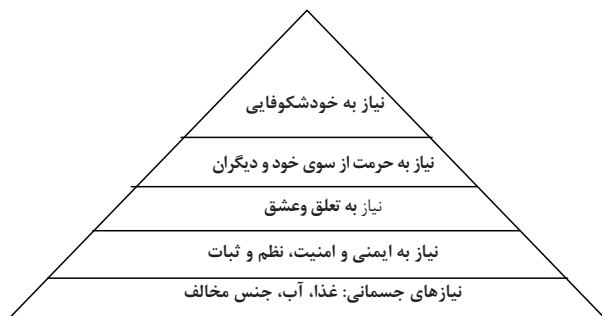 نیاز به خودشکوفایی
نیاز به حرمت از سوی خود و دیگران
نیاز به تعلق وعشق
نیاز به ایمنی و امنیت، نظم و ثبات
نیازهای جسمانی: غذا، آب، جنس مخالف